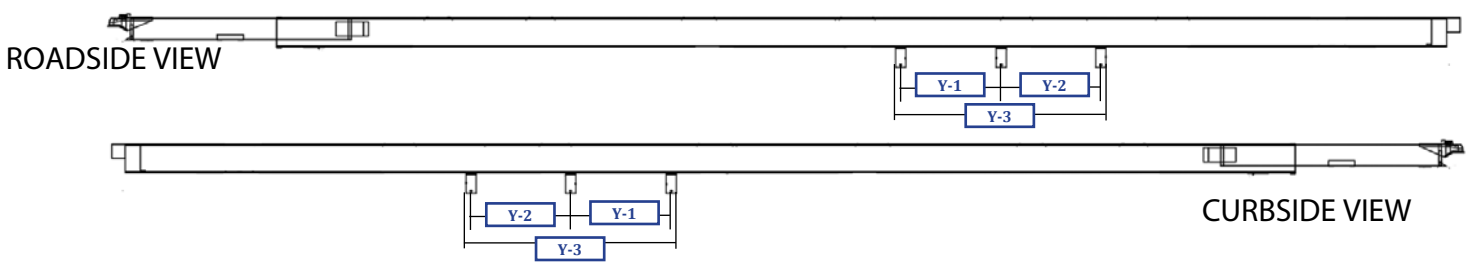 ROADSIDE VIEW
Y-1 Y-2
Y-3
Y-2 Y-1
CURBSIDE VIEW
Y-3